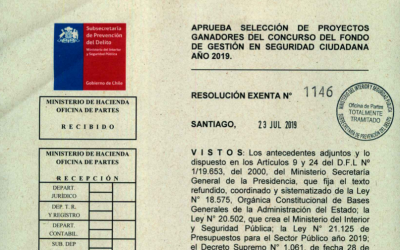 Subsecretaría
de Prevención
del Delito
Ministerio del Interior
y Seguridad Pública
Gobierno de Chile
MINISTERIO DE HACIENDA
OFICINA DE PARTES
R E C I B I D O
MINISTERIO DE HACIENDA
OFICINA DE PARTES
R E C E P C I Ó N
DEPART.
JURÍDICO
DEP. T. R.
Y REGISTRO
DEPART.
CONTABIL.
SUB. DEP
APRUEBA SELECCIÓN DE PROYECTOS
GANADORES DEL CONCURSO DEL FONDO
DE GESTIÓN EN SEGURIDAD CIUDADANA
AÑO 2019.
RESOLUCIÓN EXENTA N° 1146
SANTIAGO, 23 JUL 2019
Oficina de Partes
TOTALMENTE
TRAMITADO
V I S T O S: Los antecedentes adjuntos y lo
dispuesto en los Artículos 9 y 24 del D.F.L N°
1/19.653, del 2000, del Ministerio Secretaría
General de la Presidencia, que fija el texto
refundido, coordinado y sistematizado de la Ley
N° 18.575, Orgánica Constitucional de Bases
Generales de la Administración del Estado; la
Ley N° 20.502, que crea el Ministerio del Interior
y Seguridad Pública; la Ley N° 21.125 de
Presupuestos para el Sector Público año 2019;
el Decreto Supremo N° 1.061, de fecha 28 de